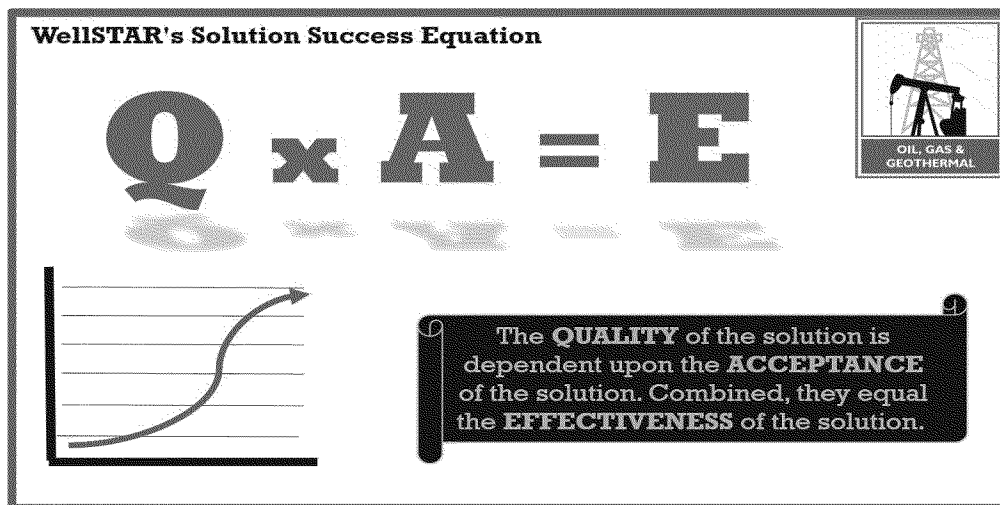 WellSTAR's Solution Success Equation
Q x A = E
OIL, GAS &
GEOTHERMAL
The QUALITY of the solution is
dependent upon the ACCEPTANCE
of the solution. Combined, they equal
the EFFECTIVENESS of the solution.